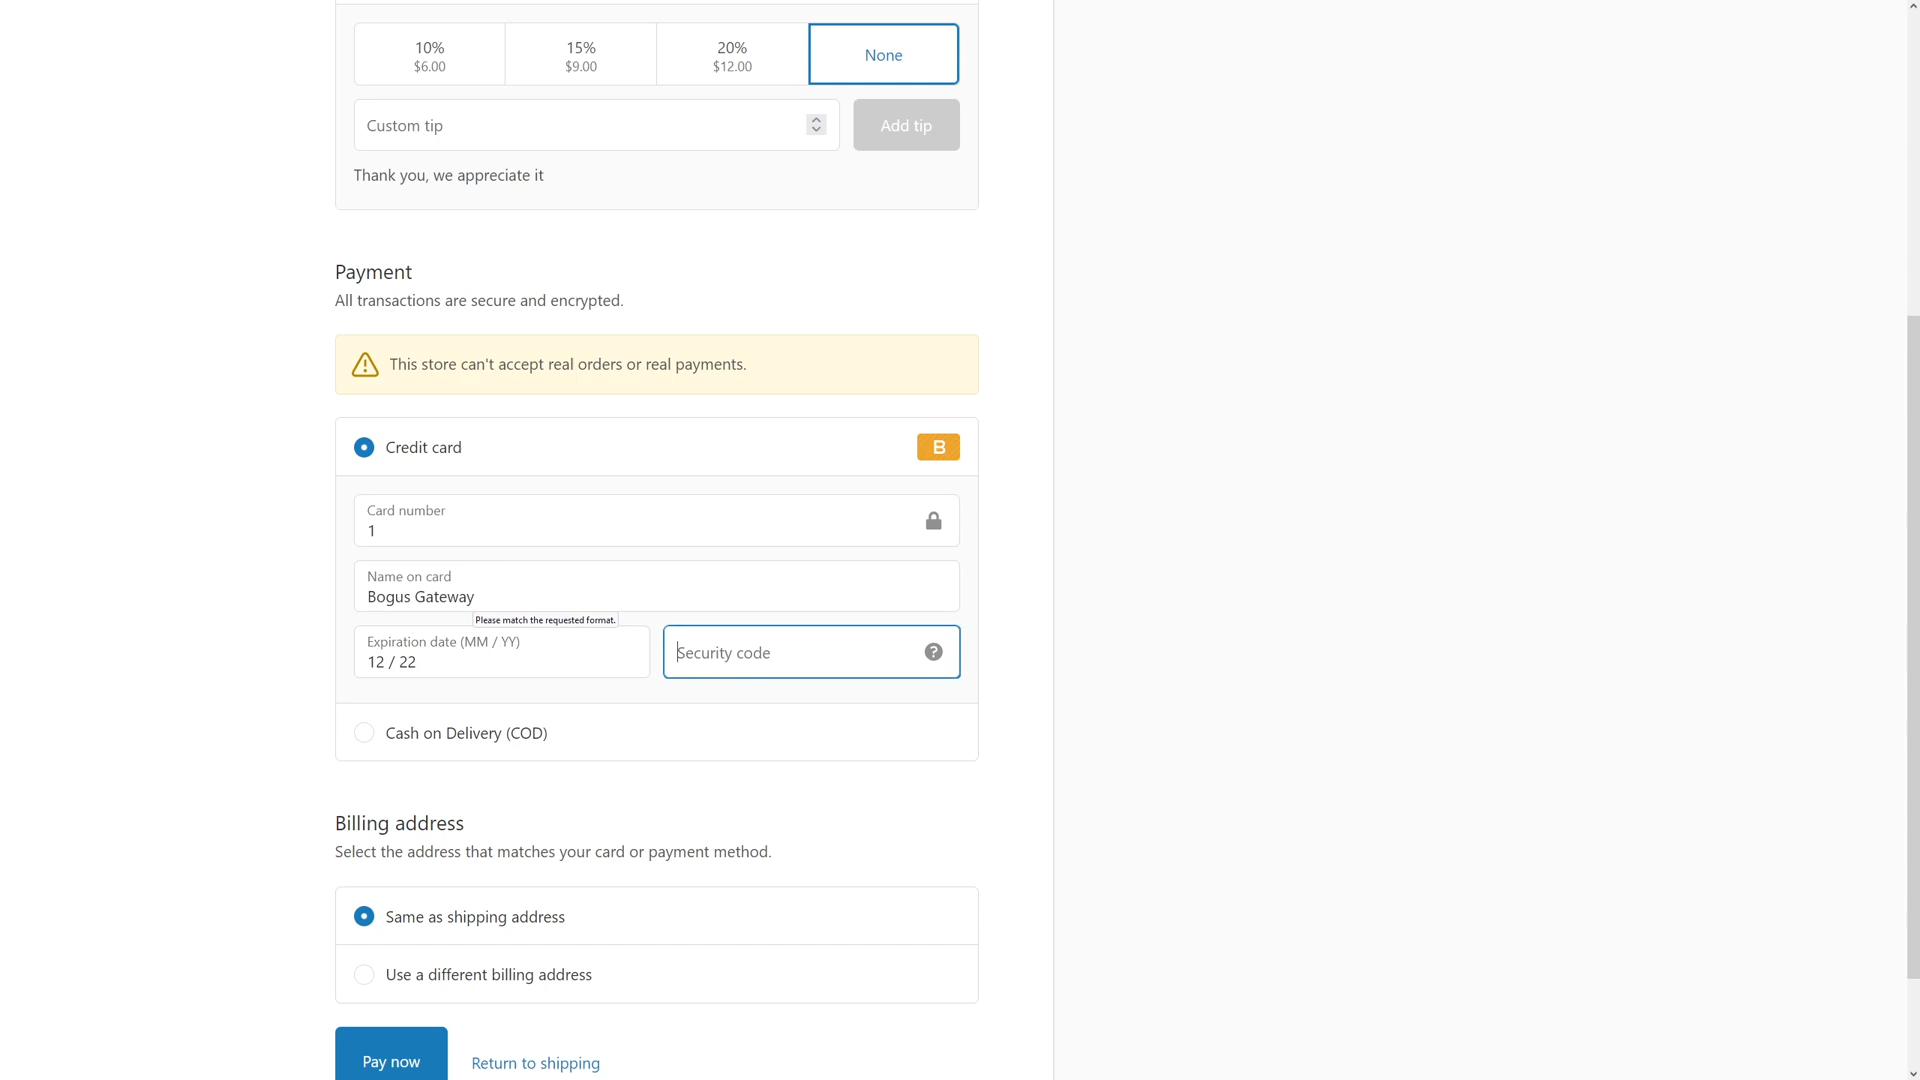 10%
$6.00
15%
$9.00
20%
$12.00
None
Custom tip
Add tip
Thank you, we appreciate it
Payment
All transactions are secure and encrypted.
This store can't accept real orders or real payments.
Credit card
B
Card number
1
Name on card
Bogus Gateway
Please match the requested format.
Expiration date (MM / YY)
12 / 22
Security code
?
Cash on Delivery (COD)
Billing address
Select the address that matches your card or payment method.
Same as shipping address
Use a different billing address
Pay now
Return to shipping